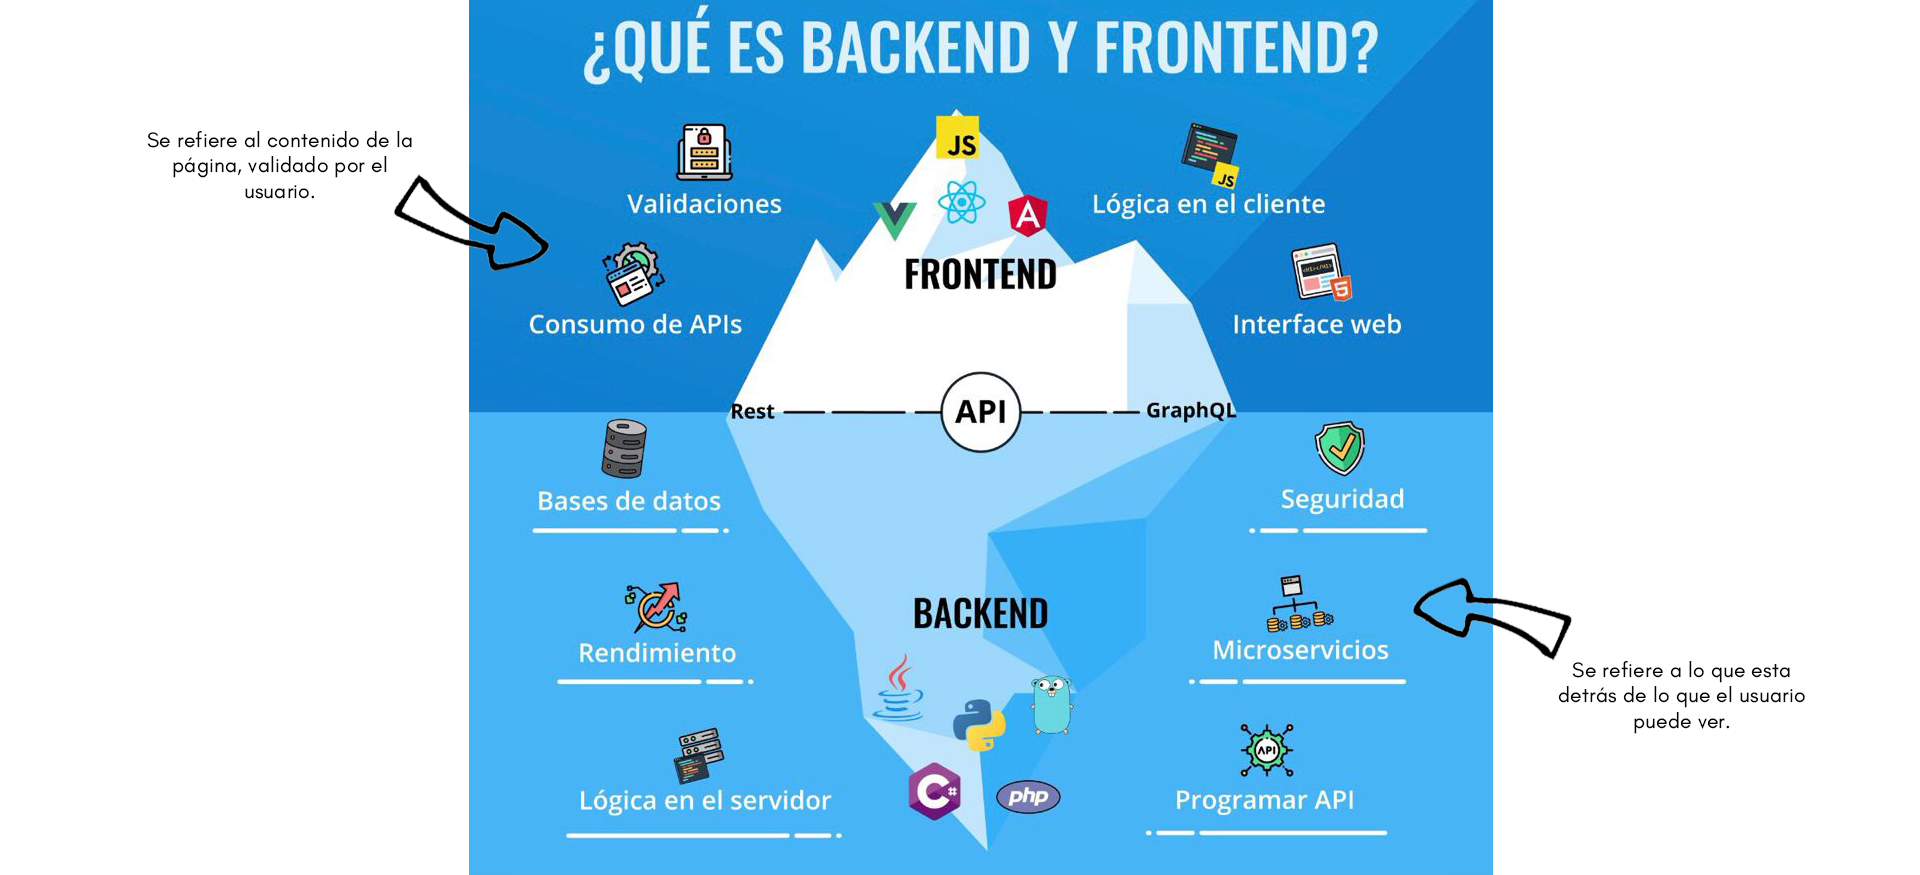 ¿QUÉ ES BACKEND Y FRONTEND?
Se refiere al contenido de la
página, validado por el
usuario.
JS
JS
Validaciones
Lógica en el cliente
A
FRONTEND
<H1></H1>
5
Consumo de APIs
Interface web
Rest
API
GraphQL
Bases de datos
Seguridad
BACKEND
Rendimiento
Microservicios
Se refiere a lo que esta
detrás de lo que el usuario
puede ver.
API
C#
php
Lógica en el servidor
Programar API